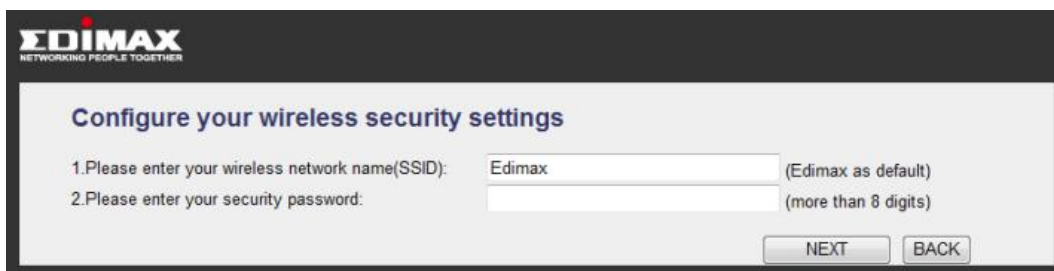 EDIMAX
NETWORKING PEOPLE TOGETHER
Configure your wireless security settings
1.Please enter your wireless network name(SSID): Edimax (Edimax as default)
2.Please enter your security password: (more than 8 digits)
NEXT BACK